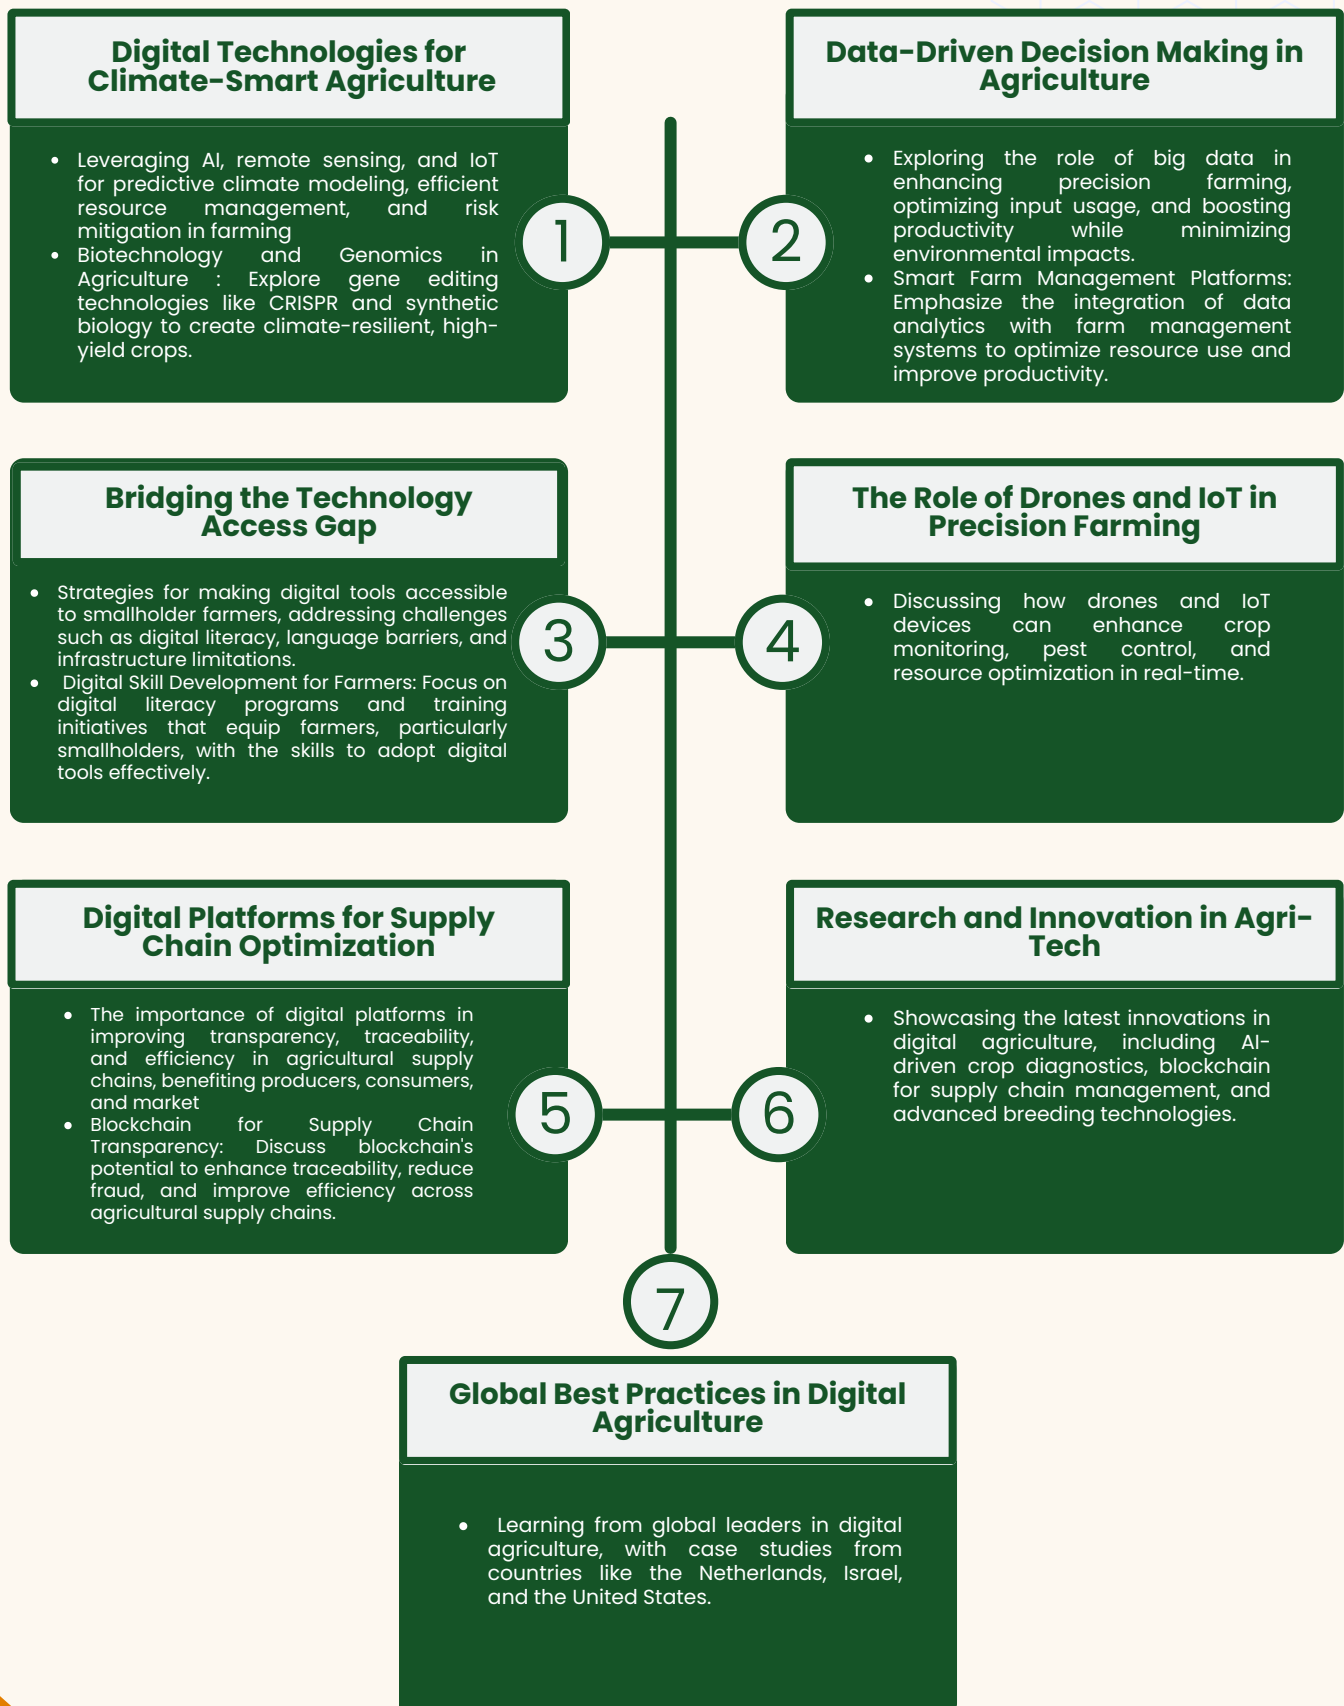 Digital Technologies for
Climate-Smart Agriculture
Leveraging AI, remote sensing, and IoT
for predictive climate modeling, efficient
resource management, and risk
mitigation in farming
Biotechnology and Genomics in
Agriculture : Explore gene editing
technologies like CRISPR and synthetic
biology to create climate-resilient, high-
yield crops.
1
Data-Driven Decision Making in
Agriculture
Exploring the role of big data in
enhancing precision farming,
optimizing input usage, and boosting
productivity while minimizing
environmental impacts.
Smart Farm Management Platforms:
Emphasize the integration of data
analytics with farm management
systems to optimize resource use and
improve productivity.
2
Bridging the Technology
Access Gap
Strategies for making digital tools accessible
to smallholder farmers, addressing challenges
such as digital literacy, language barriers, and
infrastructure limitations.
Digital Skill Development for Farmers: Focus on
digital literacy programs and training
initiatives that equip farmers, particularly
smallholders, with the skills to adopt digital
tools effectively.
3
The Role of Drones and IoT in
Precision Farming
Discussing how drones and IoT
devices can enhance crop
monitoring, pest control, and
resource optimization in real-time.
4
Digital Platforms for Supply
Chain Optimization
The importance of digital platforms in
improving transparency, traceability,
and efficiency in agricultural supply
chains, benefiting producers, consumers,
and market
Blockchain for Supply Chain
Transparency: Discuss blockchain's
potential to enhance traceability, reduce
fraud, and improve efficiency across
agricultural supply chains.
5
Research and Innovation in Agri-
Tech
Showcasing the latest innovations in
digital agriculture, including AI-
driven crop diagnostics, blockchain
for supply chain management, and
advanced breeding technologies.
6
7
Global Best Practices in Digital
Agriculture
Learning from global leaders in digital
agriculture, with case studies from
countries like the Netherlands, Israel,
and the United States.